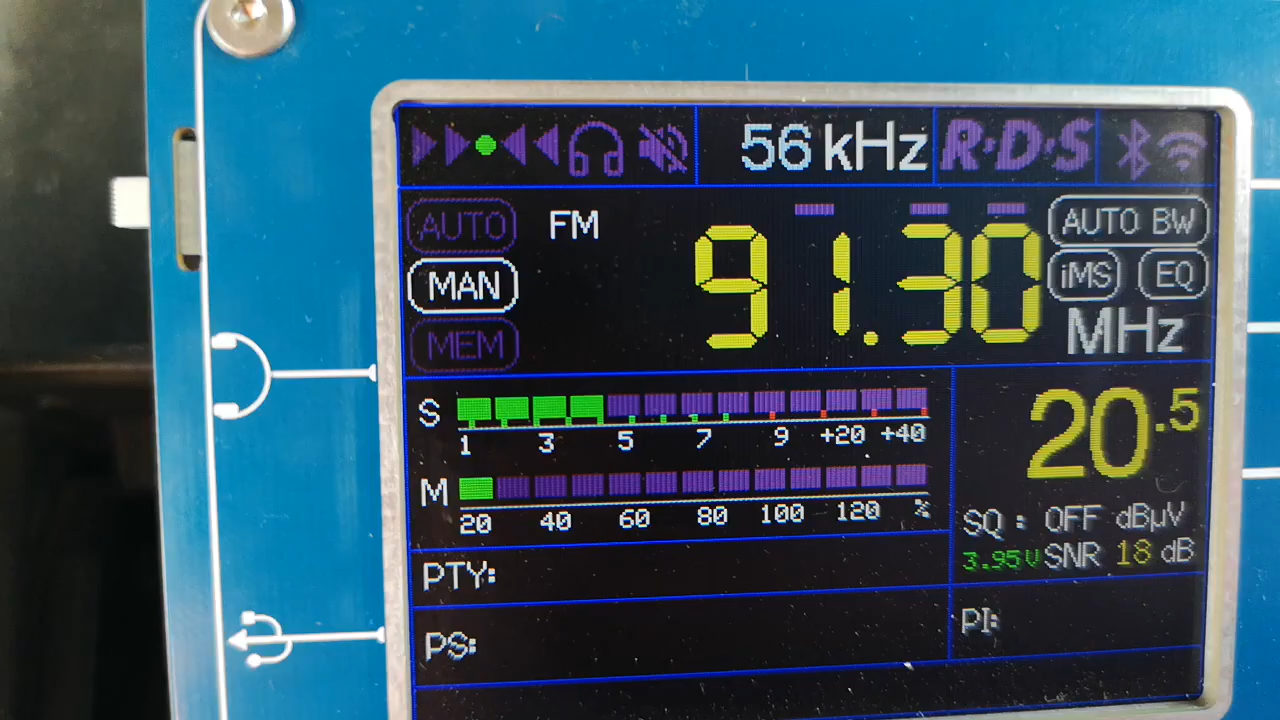 56 kHz R·D·S
AUTO FM 91.30 AUTO BW
MAN iMS EQ
MEM MHz
S
1 3 5 7 9 +20 +40
20.5
M
20 40 60 80 100 120 %
SQ : OFF dBµV
3.95V SNR 18 dB
PTY:
PS:
PI: